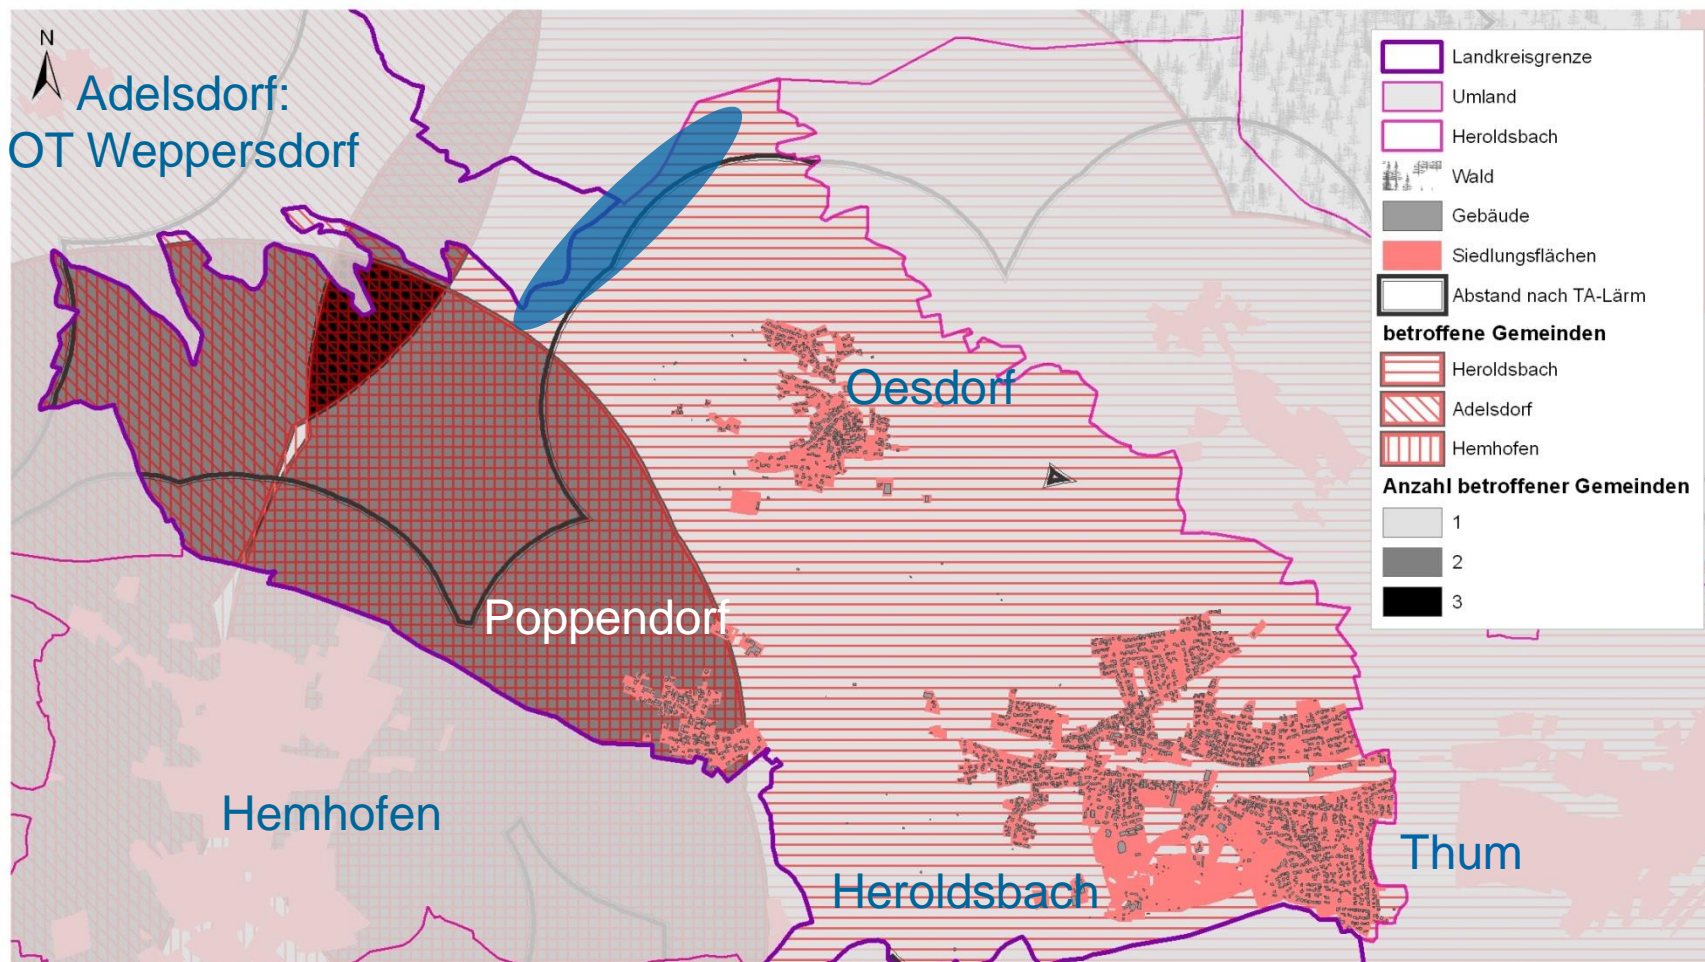 N
Adelsdorf:
OT Weppersdorf
Oesdorf
Poppendorf
Hemhofen
Heroldsbach
Thurn
Landkreisgrenze
Umland
Heroldsbach
Wald
Gebäude
Siedlungsflächen
Abstand nach TA-Lärm
betroffene Gemeinden
Heroldsbach
Adelsdorf
Hemhofen
Anzahl betroffener Gemeinden
1
2
3